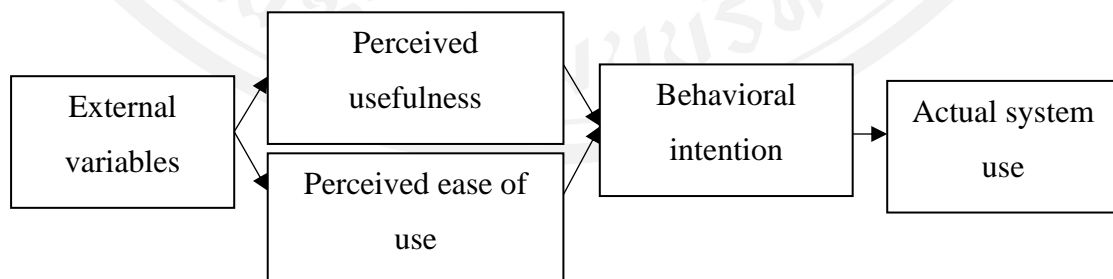 External
variables
Perceived
usefulness
Perceived ease of
use
Behavioral
intention
Actual system
use